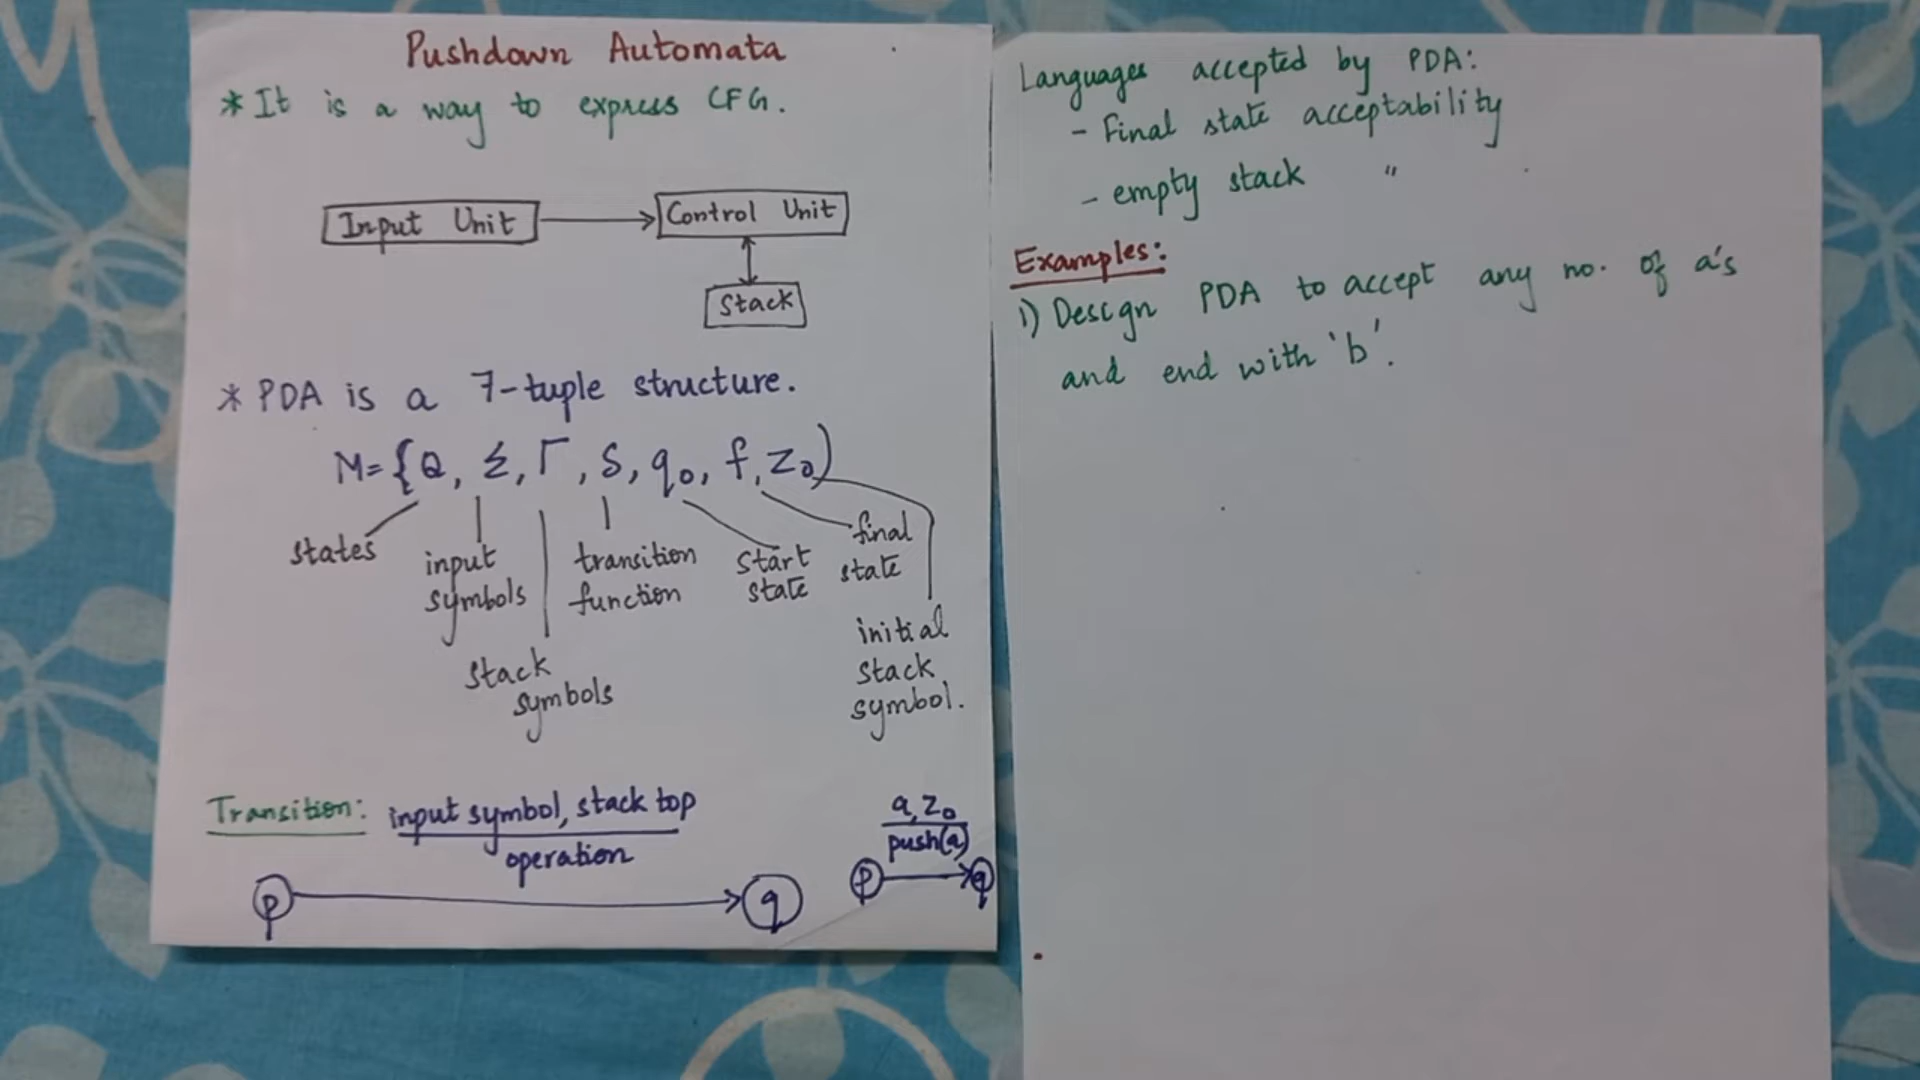 Pushdown Automata
* It is a way to express CFG.
Input Unit
Control Unit
Stack
* PDA is a 7-tuple structure.
M={Q, Σ, Γ, δ, q0, f, z0)
states
input symbols
stack symbols
transition function
start state
final state
initial stack symbol.
Transition:
input symbol, stack top
operation
p
q
a, z0
push(a)
p
q
Languages accepted by PDA:
- Final state acceptability
- empty stack "
Examples:
1) Design PDA to accept any no. of a's
and end with 'b'.